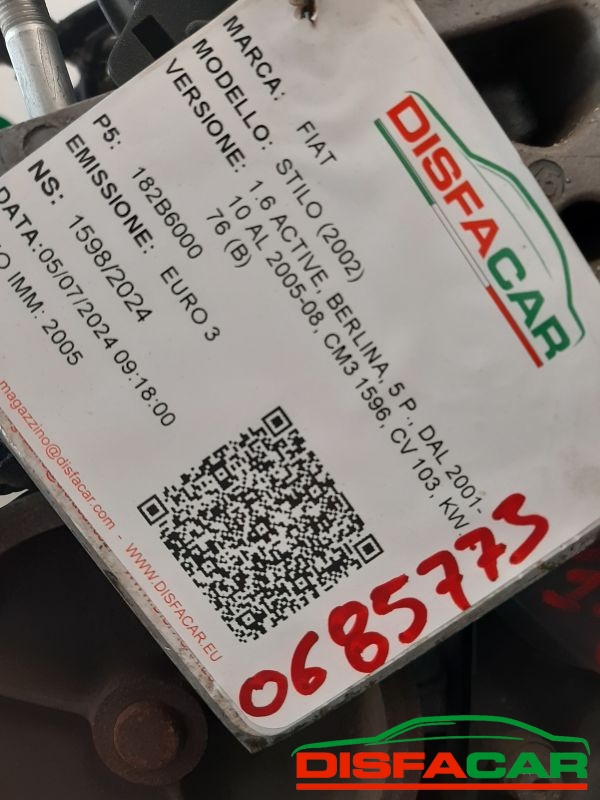 MARCA: FIAT
MODELLO: STILO (2002)
VERSIONE: 1.6 ACTIVE, BERLINA, 5 P., DAL 2001-
10 AL 2005-08, CM3 1596, CV 103, KW
76 (B)
P5: 182B6000
EMISSIONE: EURO 3
NS: 1598/2024
DATA: 05/07/2024 09:18:00
IMM: 2005
DISFACAR
magazzino@disfacar.com - WWW.DISFACAR.EU
0685773
DISFACAR